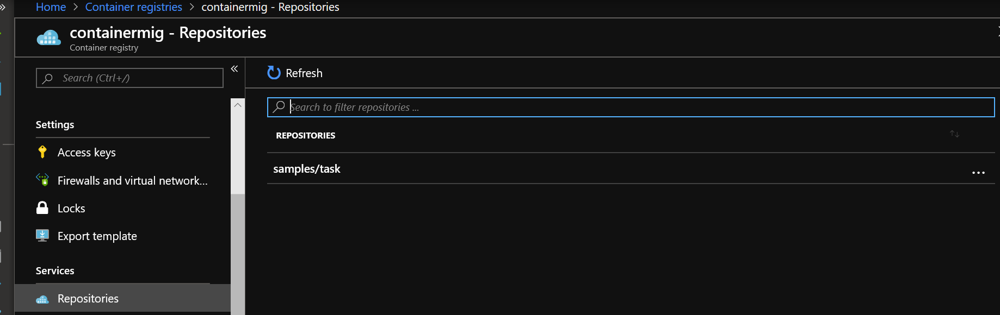 Home > Container registries > containermig - Repositories
containermig - Repositories
Container registry
Search (Ctrl+/)
«
Settings
Access keys
Firewalls and virtual network...
Locks
Export template
Services
Repositories
Refresh
Search to filter repositories ...
REPOSITORIES
samples/task
...